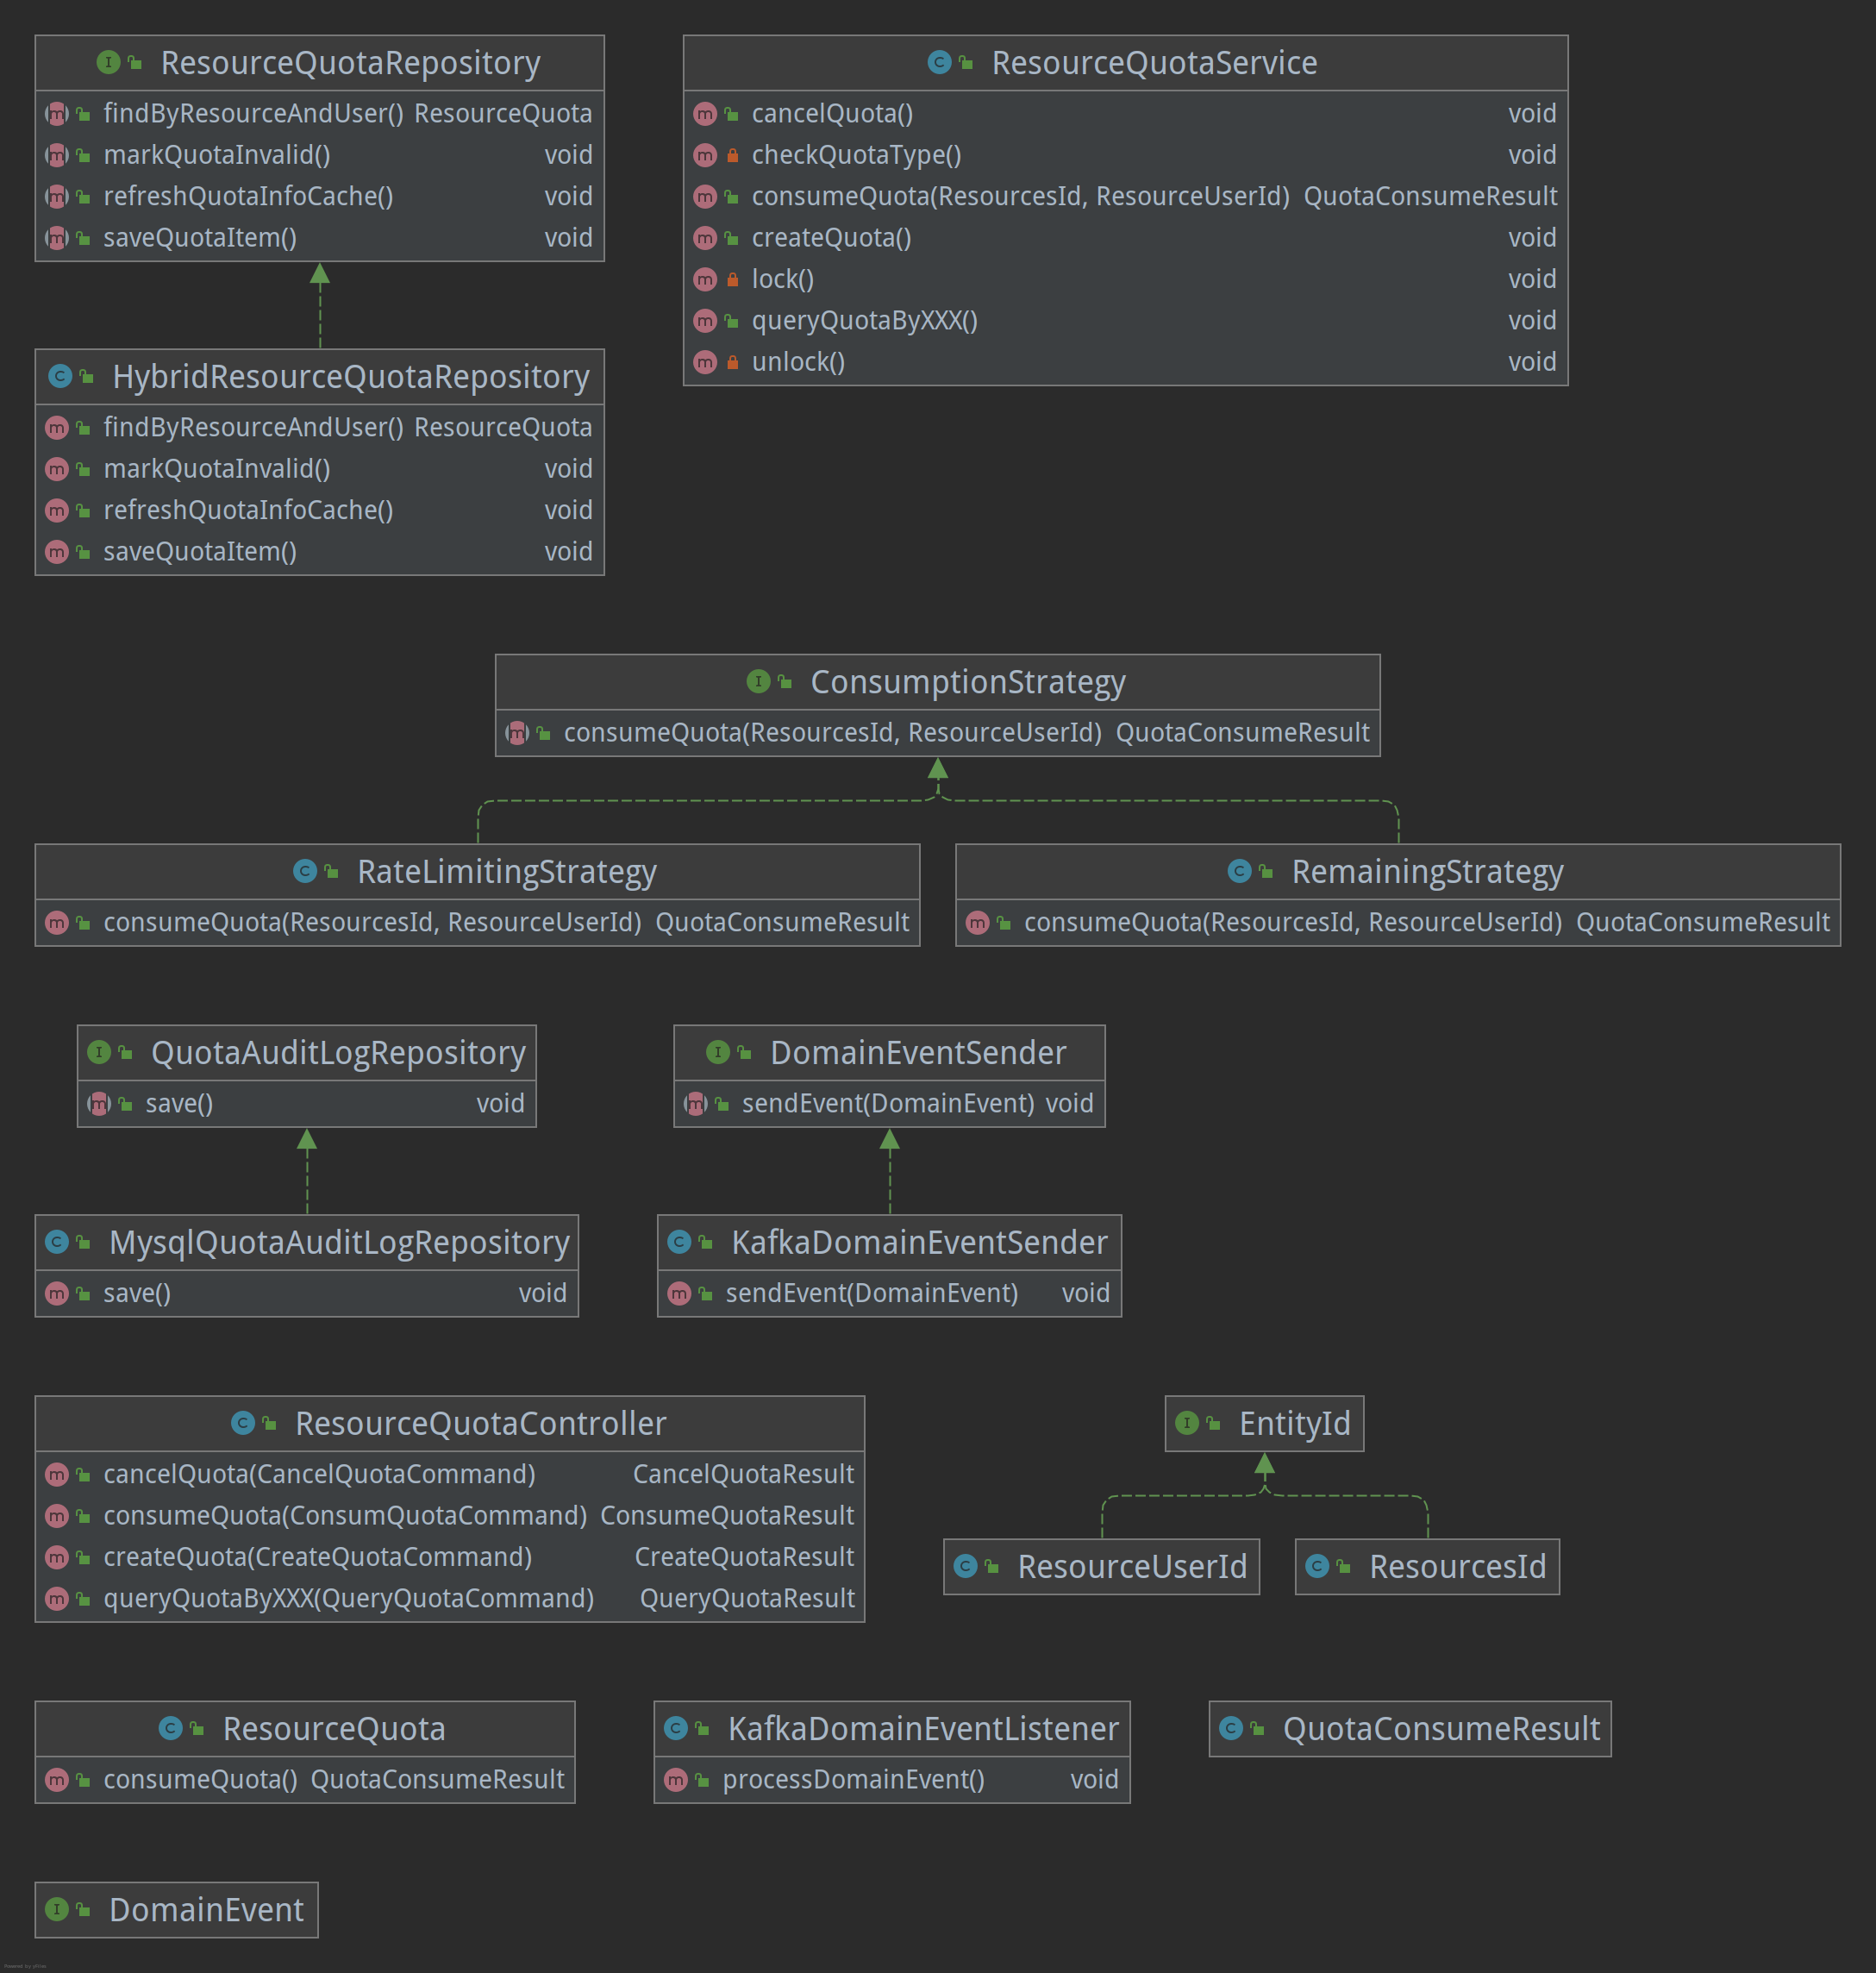 ResourceQuotaRepository
findByResourceAndUser() ResourceQuota
markQuotaInvalid() void
refreshQuotaInfoCache() void
saveQuotaItem() void
ResourceQuotaService
cancelQuota() void
checkQuotaType() void
consumeQuota(ResourcesId, ResourceUserId) QuotaConsumeResult
createQuota() void
lock() void
queryQuotaByXXX() void
unlock() void
HybridResourceQuotaRepository
findByResourceAndUser() ResourceQuota
markQuotaInvalid() void
refreshQuotaInfoCache() void
saveQuotaItem() void
ConsumptionStrategy
consumeQuota(ResourcesId, ResourceUserId) QuotaConsumeResult
RateLimitingStrategy
consumeQuota(ResourcesId, ResourceUserId) QuotaConsumeResult
RemainingStrategy
consumeQuota(ResourcesId, ResourceUserId) QuotaConsumeResult
QuotaAuditLogRepository
save() void
DomainEventSender
sendEvent(DomainEvent) void
MysqlQuotaAuditLogRepository
save() void
KafkaDomainEventSender
sendEvent(DomainEvent) void
ResourceQuotaController
cancelQuota(CancelQuotaCommand) CancelQuotaResult
consumeQuota(ConsumQuotaCommand) ConsumeQuotaResult
createQuota(CreateQuotaCommand) CreateQuotaResult
queryQuotaByXXX(QueryQuotaCommand) QueryQuotaResult
EntityId
ResourceUserId
ResourcesId
ResourceQuota
consumeQuota() QuotaConsumeResult
KafkaDomainEventListener
processDomainEvent() void
QuotaConsumeResult
DomainEvent
Powered by yFiles